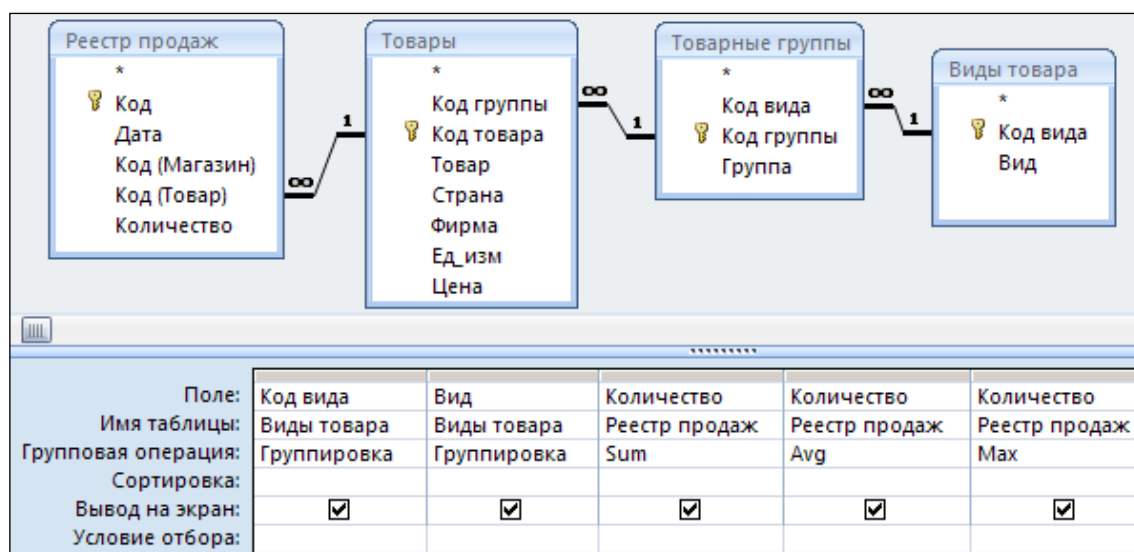 Реестр продаж
*
Код
Дата
Код (Магазин)
Код (Товар)
Количество
Товары
*
Код группы
Код товара
Товар
Страна
Фирма
Ед_изм
Цена
Товарные группы
*
Код вида
Код группы
Группа
Виды товара
*
Код вида
Вид
∞ 1
∞ 1
∞ 1
Поле: Код вида Вид Количество Количество Количество
Имя таблицы: Виды товара Виды товара Реестр продаж Реестр продаж Реестр продаж
Групповая операция: Группировка Группировка Sum Avg Max
Сортировка:
Вывод на экран:
Условие отбора: